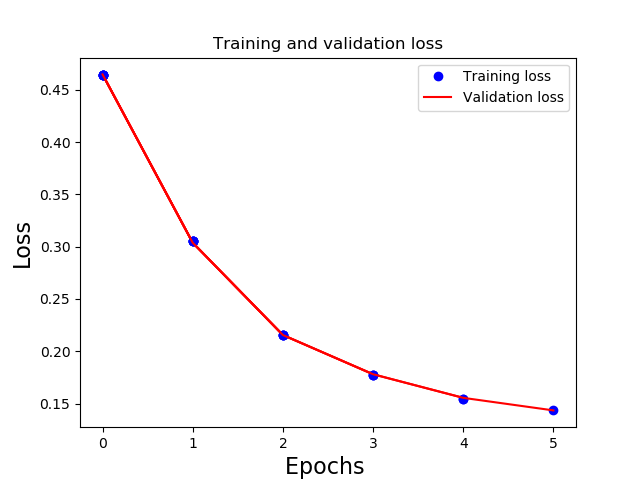 Training and validation loss
Training loss
Validation loss
0.45
0.40
0.35
0.30
0.25
0.20
0.15
Loss
0 1 2 3 4 5
Epochs